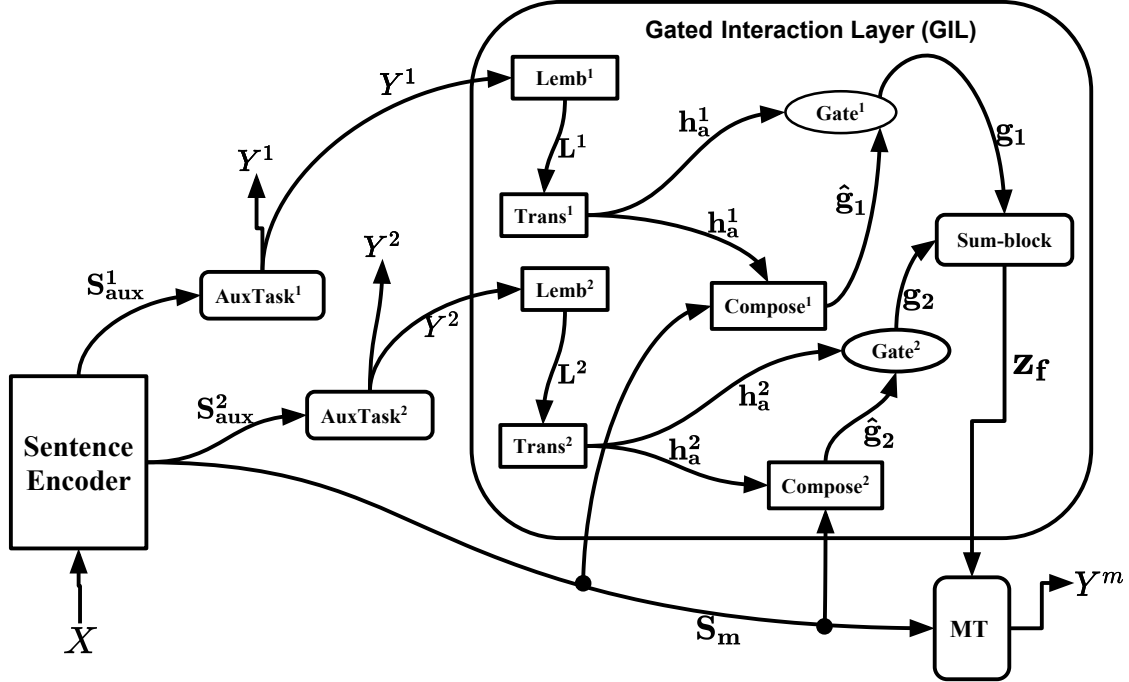 Gated Interaction Layer (GIL)
Y¹
Lemb¹
Gate¹
h¹ₐ
g₁
L¹
Y¹
Trans¹
ĝ₁
h¹ₐ
Sum-block
Y²
S¹ₐᵤₓ
AuxTask¹
Lemb²
Compose¹
g₂
Y²
Gate²
z_f
L²
h²ₐ
S²ₐᵤₓ
AuxTask²
ĝ₂
Sentence
Encoder
Trans²
h²ₐ
Compose²
Yᵐ
X
Sₘ
MT